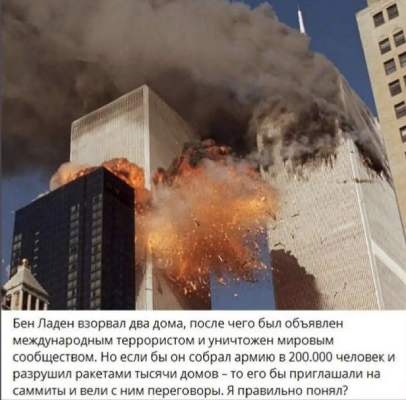 Бен Ладен взорвал два дома, после чего был объявлен
международным террористом и уничтожен мировым
сообществом. Но если бы он собрал армию в 200.000 человек и
разрушил ракетами тысячи домов – то его бы приглашали на
саммиты и вели с ним переговоры. Я правильно понял?